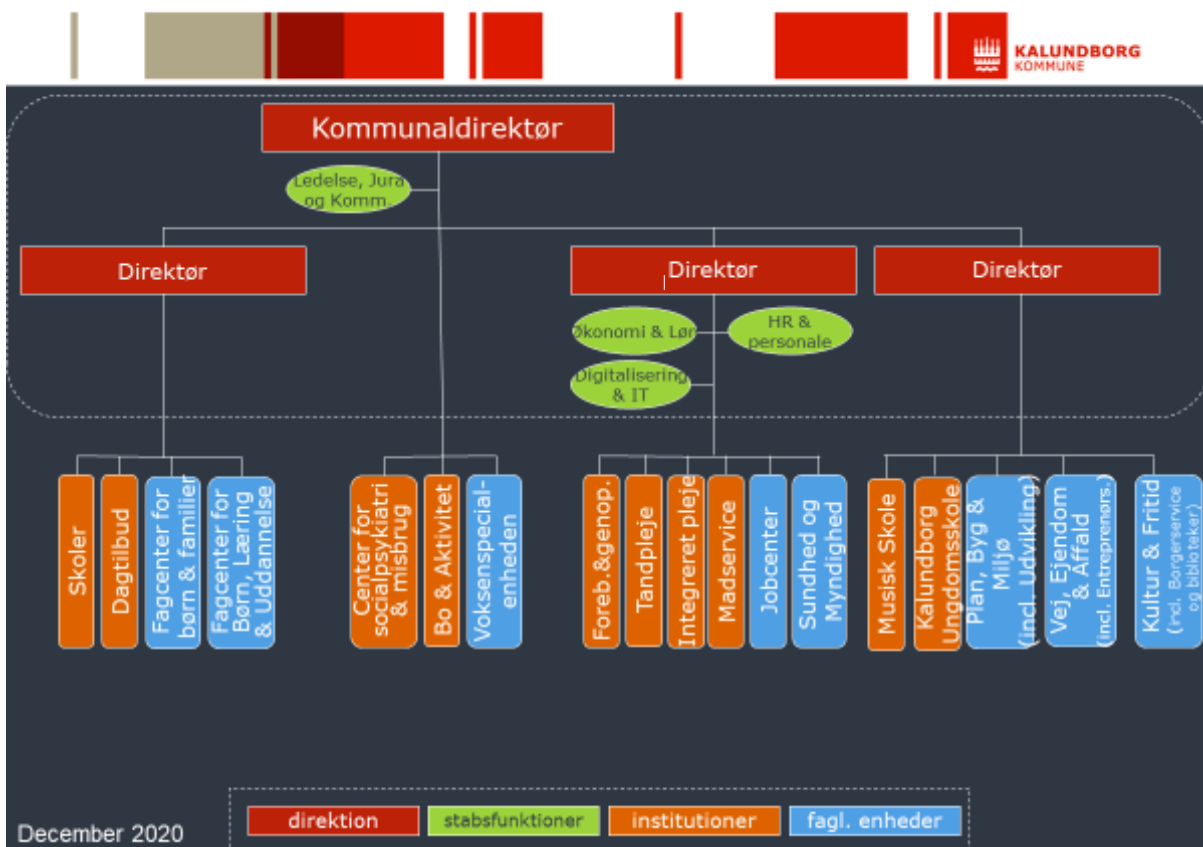 KALUNDBORG
KOMMUNE
Kommunaldirektør
Ledelse, Jura
og Komm.
Direktør
Direktør
Direktør
Økonomi & Løn
HR &
personale
Digitalisering
& IT
Skoler
Dagtilbud
Fagcenter for
børn & familier
Fagcenter for
Børn, Læring
& Uddannelse
Center for
socialpsykiatri
& misbrug
Bo & Aktivitet
Voksenspecial-
enheden
Foreb.&genop.
Tandpleje
Integreret pleje
Madservice
Jobcenter
Sundhed og
Myndighed
Musisk Skole
Kalundborg
Ungdomsskole
Plan, Byg &
Miljø
(incl. Udvikling)
Vej, Ejendom
& Affald
(incl. Entreprenørs.)
Kultur & Fritid
(incl. Borgerservice
og biblioteker)
direktion
stabsfunktioner
institutioner
fagl. enheder
December 2020